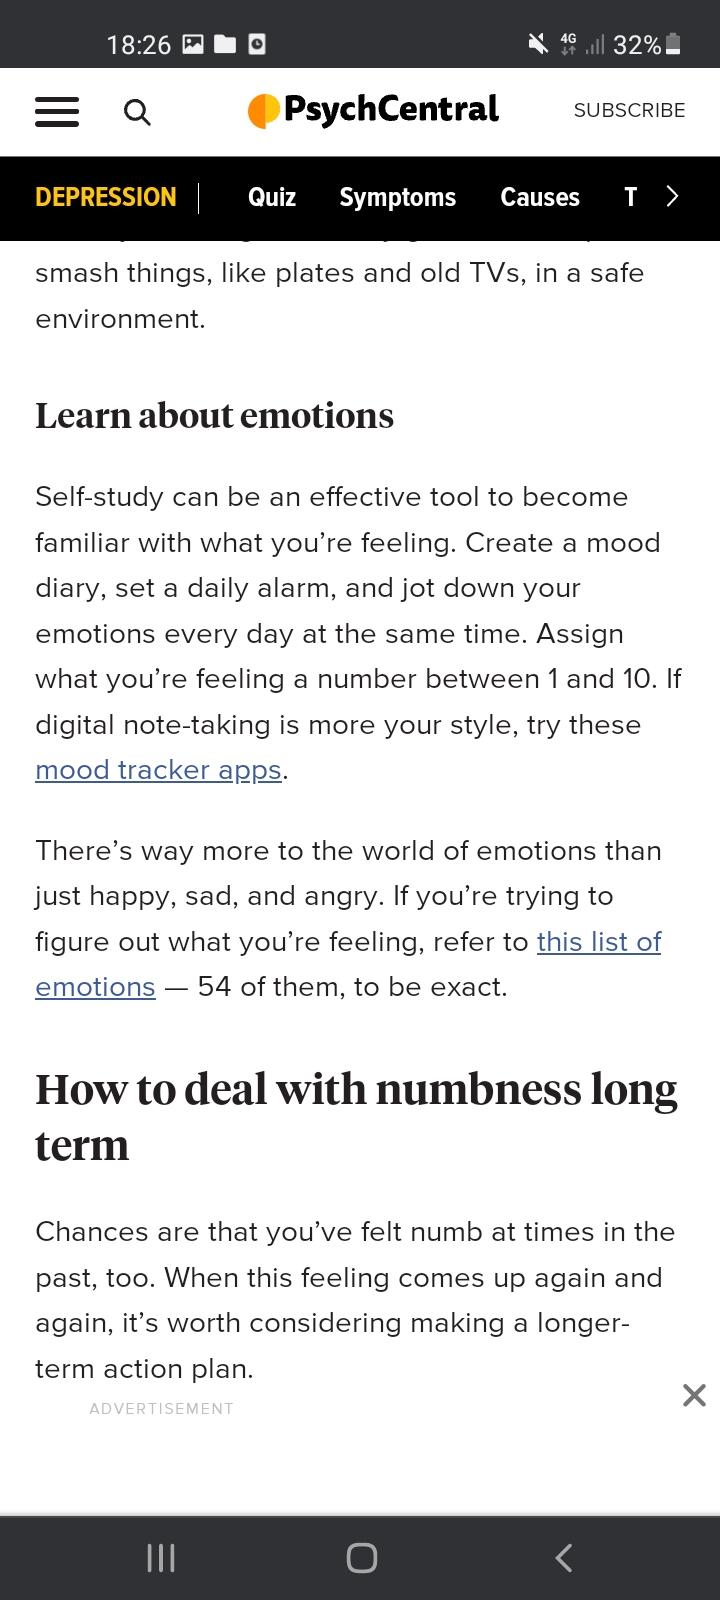 18:26
4G
32%
PsychCentral
SUBSCRIBE
DEPRESSION
Quiz
Symptoms
Causes
T
smash things, like plates and old TVs, in a safe
environment.
Learn about emotions
Self-study can be an effective tool to become
familiar with what you’re feeling. Create a mood
diary, set a daily alarm, and jot down your
emotions every day at the same time. Assign
what you’re feeling a number between 1 and 10. If
digital note-taking is more your style, try these
mood tracker apps.
There’s way more to the world of emotions than
just happy, sad, and angry. If you’re trying to
figure out what you’re feeling, refer to this list of
emotions — 54 of them, to be exact.
How to deal with numbness long
term
Chances are that you’ve felt numb at times in the
past, too. When this feeling comes up again and
again, it’s worth considering making a longer-
term action plan.
ADVERTISEMENT